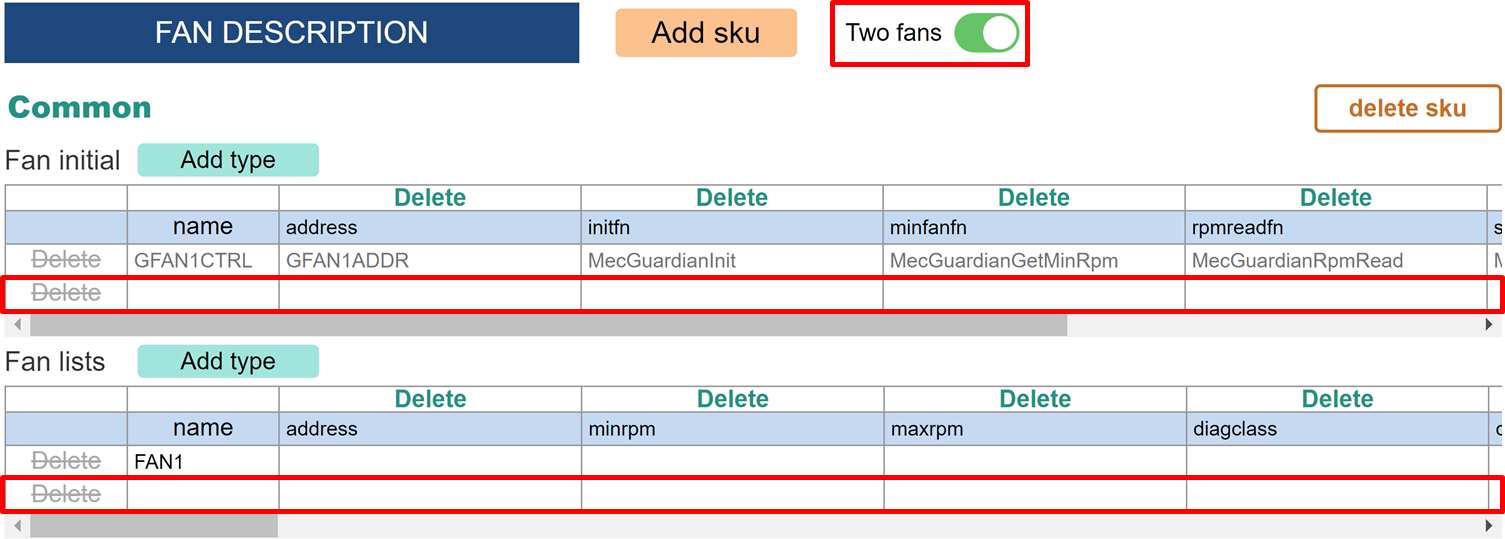 FAN DESCRIPTION Add sku Two fans
Common delete sku
Fan initial Add type
Delete Delete Delete Delete
name address initfn minfanfn rpmreadfn
Delete GFAN1CTRL GFAN1ADDR MecGuardianInit MecGuardianGetMinRpm MecGuardianRpmRead
Delete
Fan lists Add type
Delete Delete Delete Delete
name address minrpm maxrpm diagclass
Delete FAN1
Delete